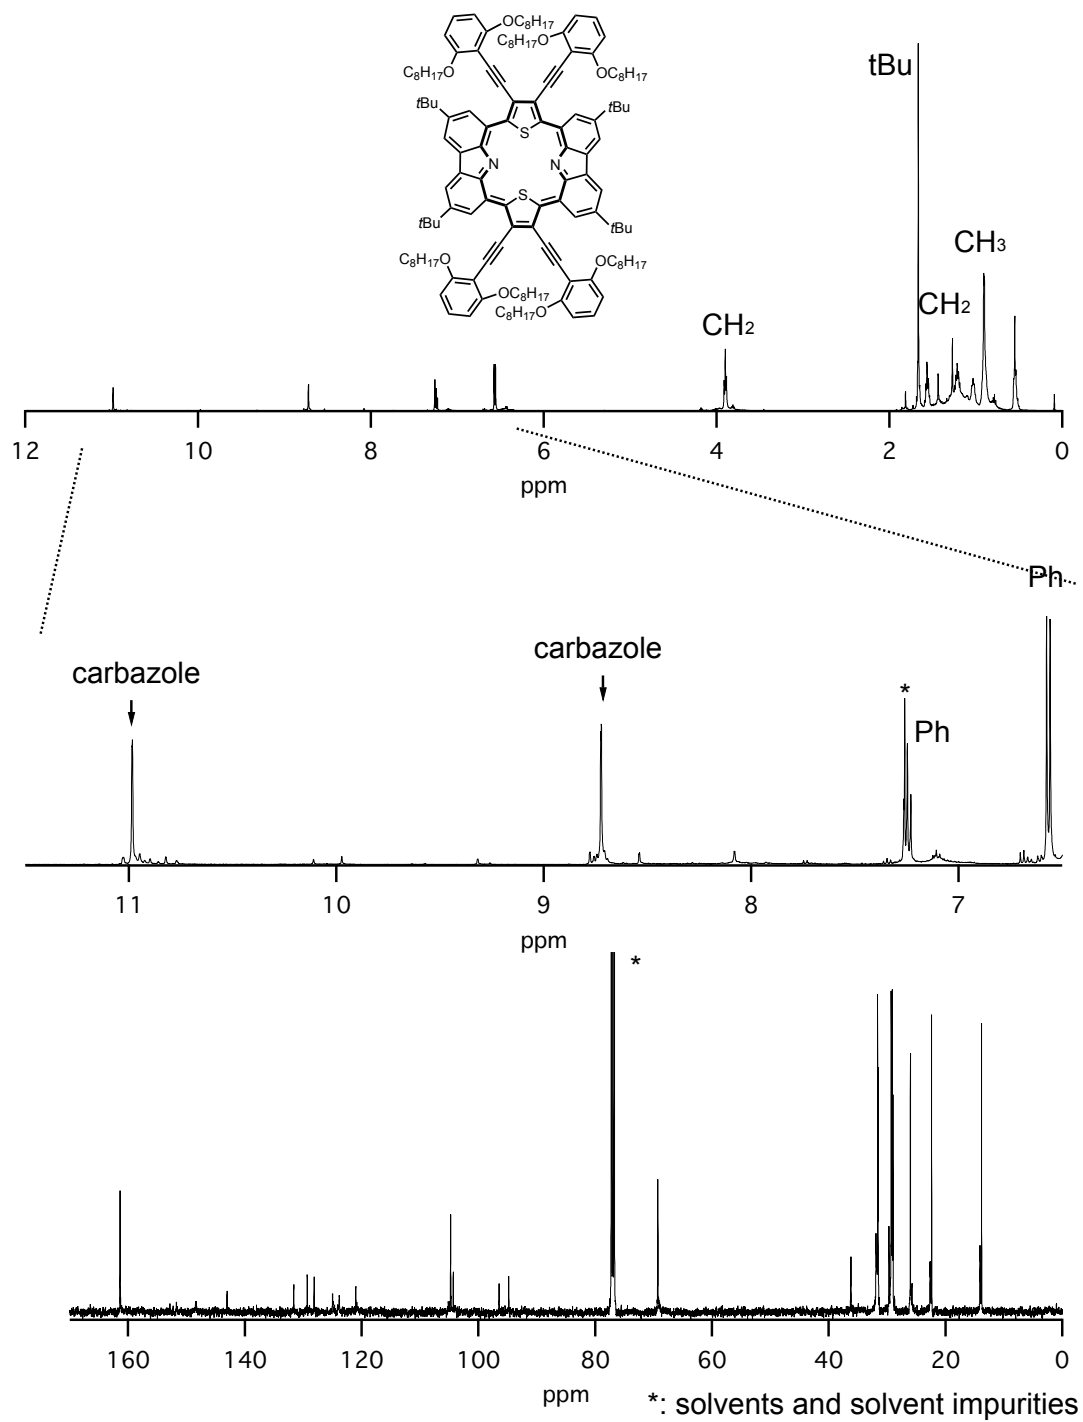 OC8H17
C8H17O
C8H17O
OC8H17
tBu
tBu
S
N
N
S
tBu
tBu
C8H17O
OC8H17
OC8H17
C8H17O
tBu
CH3
CH2
CH2
12 10 8 6 4 2 0
ppm
Ph
carbazole
carbazole
*
Ph
11 10 9 8 7
ppm
*
160 140 120 100 80 60 40 20 0
ppm
*: solvents and solvent impurities